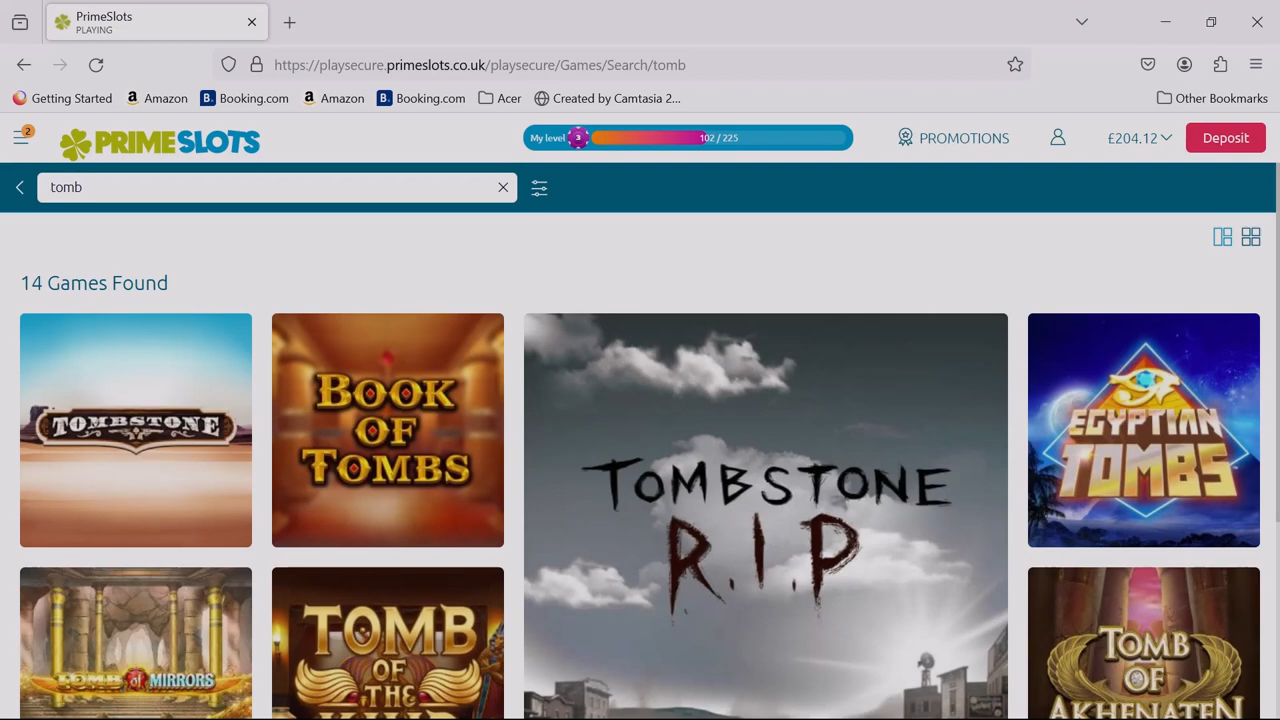 PrimeSlots
PLAYING
https://playsecure.primeslots.co.uk/playsecure/Games/Search/tomb
Getting Started
Amazon
Booking.com
Amazon
Booking.com
Acer
Created by Camtasia 2...
Other Bookmarks
2
PRIMESLOTS
My level
3
102 / 225
PROMOTIONS
£204.12
Deposit
tomb
14 Games Found
TOMBSTONE
BOOK
OF
TOMBS
TOMBSTONE
R.I.P
EGYPTIAN
TOMBS
TOMB of MIRRORS
TOMB
OF
THE
TOMB
OF
AKHENATEN